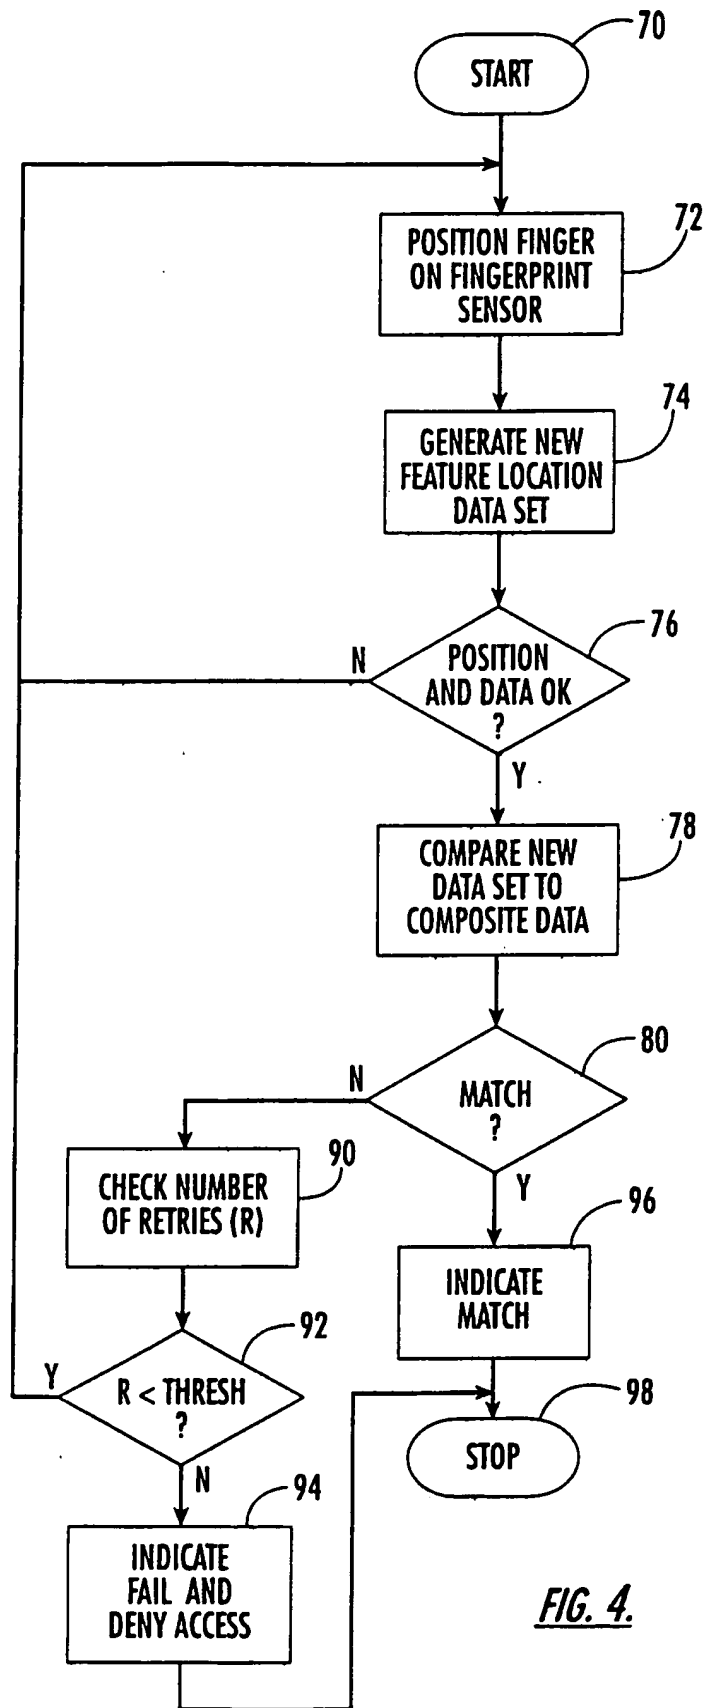 70
START
72
POSITION FINGER
ON FINGERPRINT
SENSOR
74
GENERATE NEW
FEATURE LOCATION
DATA SET
76
N
POSITION
AND DATA OK
?
Y
78
COMPARE NEW
DATA SET TO
COMPOSITE DATA
80
N
MATCH
?
Y
90
CHECK NUMBER
OF RETRIES (R)
96
INDICATE
MATCH
92
Y
R < THRESH
?
N
98
STOP
94
INDICATE
FAIL AND
DENY ACCESS
FIG. 4.